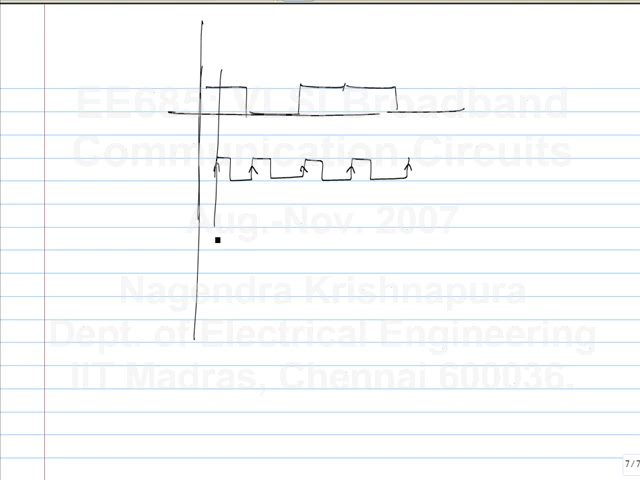 EE685: VLSI Broadband
Communication Circuits
Aug.-Nov. 2007
Nagendra Krishnapura
Dept. of Electrical Engineering
IIT Madras, Chennai 600036.
7/7